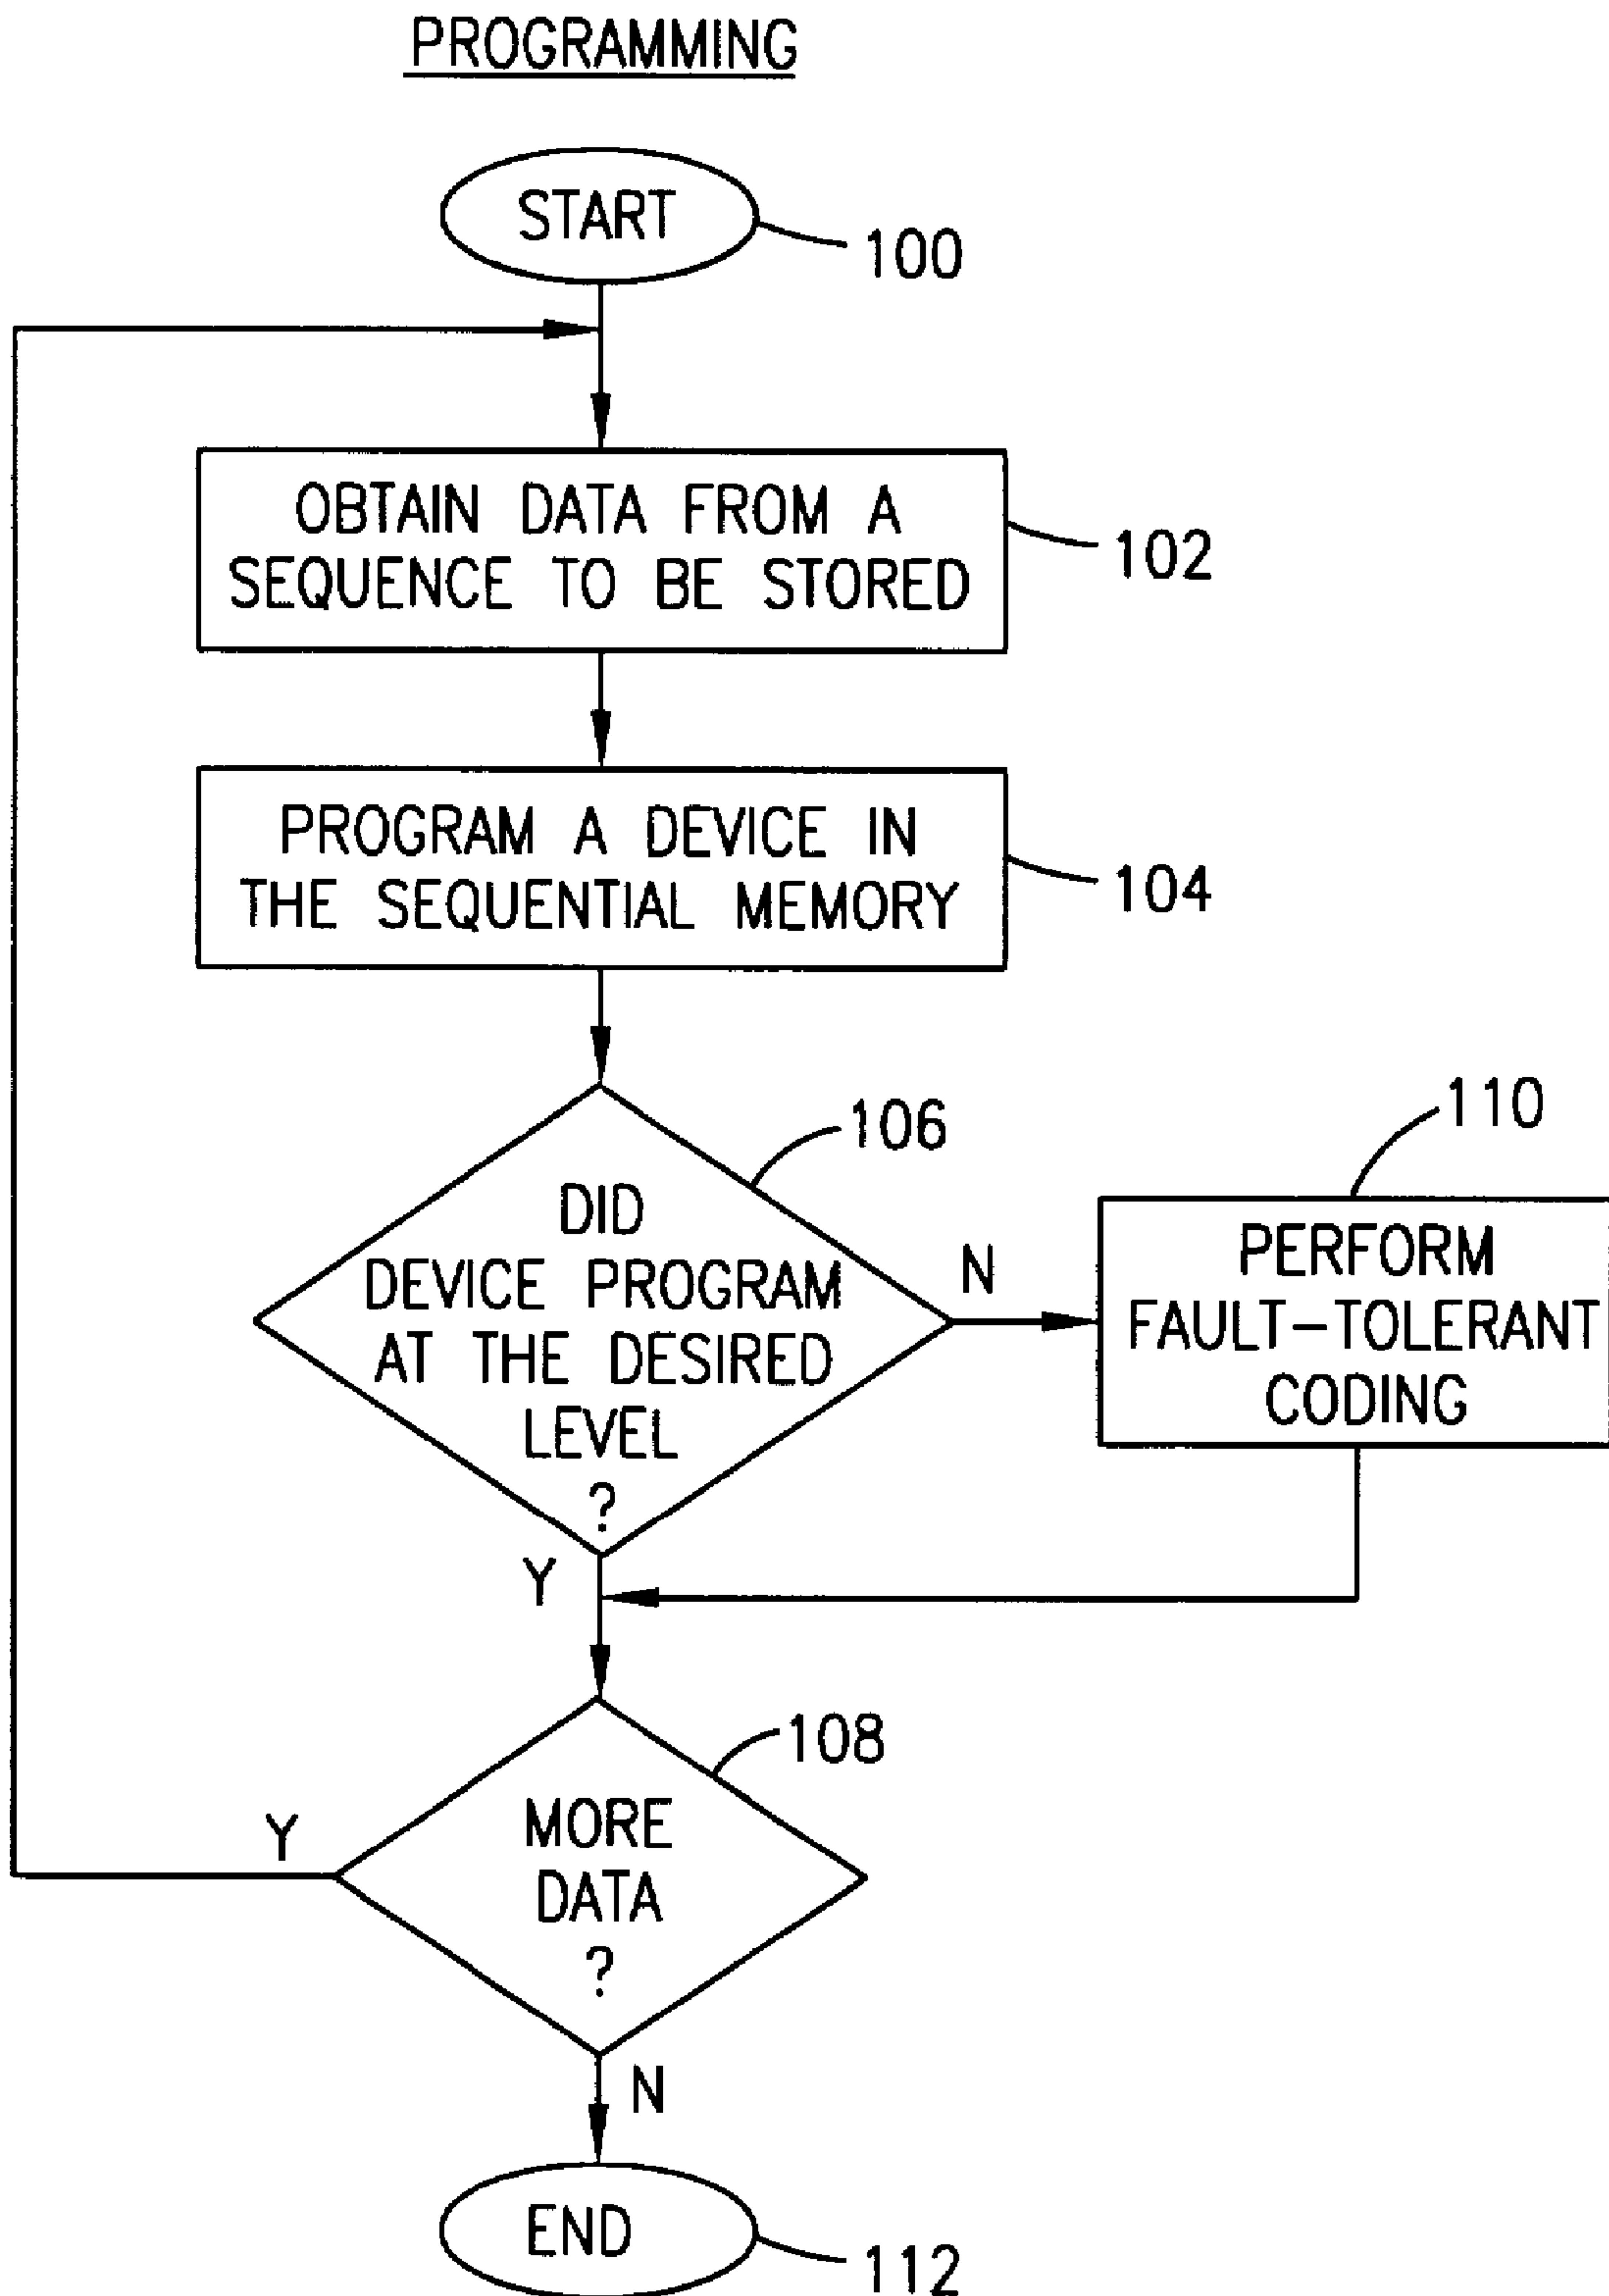 PROGRAMMING
START
100
OBTAIN DATA FROM A
SEQUENCE TO BE STORED
102
PROGRAM A DEVICE IN
THE SEQUENTIAL MEMORY
104
106
DID
DEVICE PROGRAM
AT THE DESIRED
LEVEL
?
N
110
PERFORM
FAULT-TOLERANT
CODING
Y
108
MORE
DATA
?
Y
N
END
112